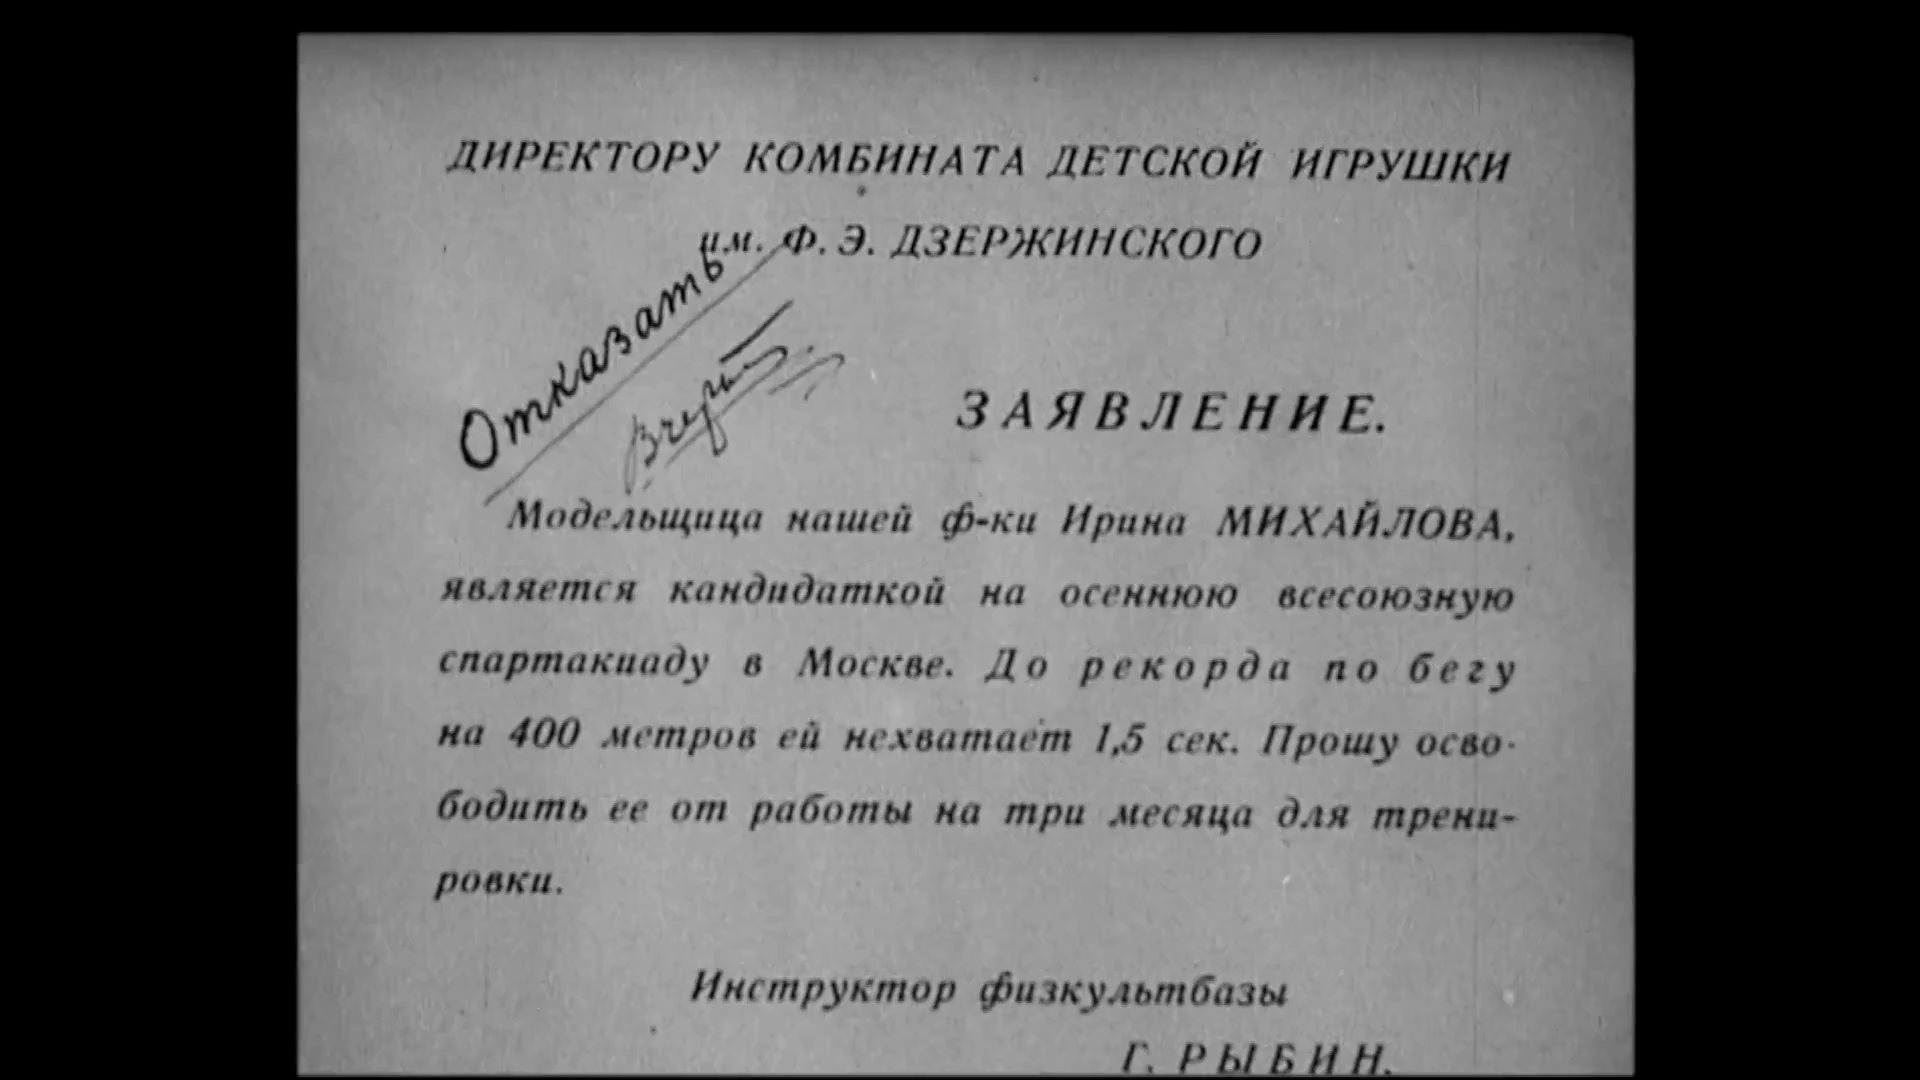 ДИРЕКТОРУ КОМБИНАТА ДЕТСКОЙ ИГРУШКИ
им. Ф. Э. ДЗЕРЖИНСКОГО
Отказать
ЗАЯВЛЕНИЕ.
Модельщица нашей ф-ки Ирина МИХАЙЛОВА,
является кандидаткой на осеннюю всесоюзную
спартакиаду в Москве. До рекорда по бегу
на 400 метров ей нехватает 1,5 сек. Прошу осво-
бодить ее от работы на три месяца для трени-
ровки.
Инструктор физкультбазы
Г. РЫБИН.